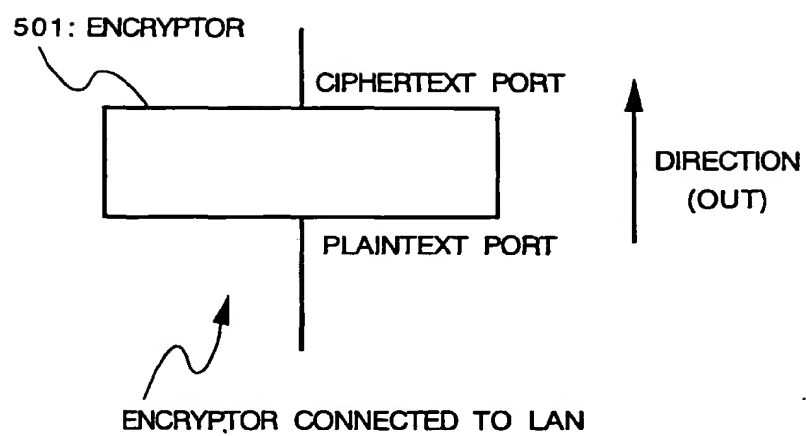 501: ENCRYPTOR
CIPHERTEXT PORT
DIRECTION
(OUT)
PLAINTEXT PORT
ENCRYPTOR CONNECTED TO LAN